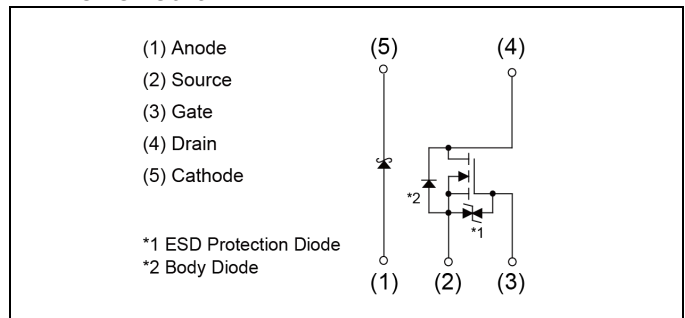 (1) Anode
(2) Source
(3) Gate
(4) Drain
(5) Cathode
*1 ESD Protection Diode
*2 Body Diode
(5)
(4)
*2
*1
(1)
(2)
(3)